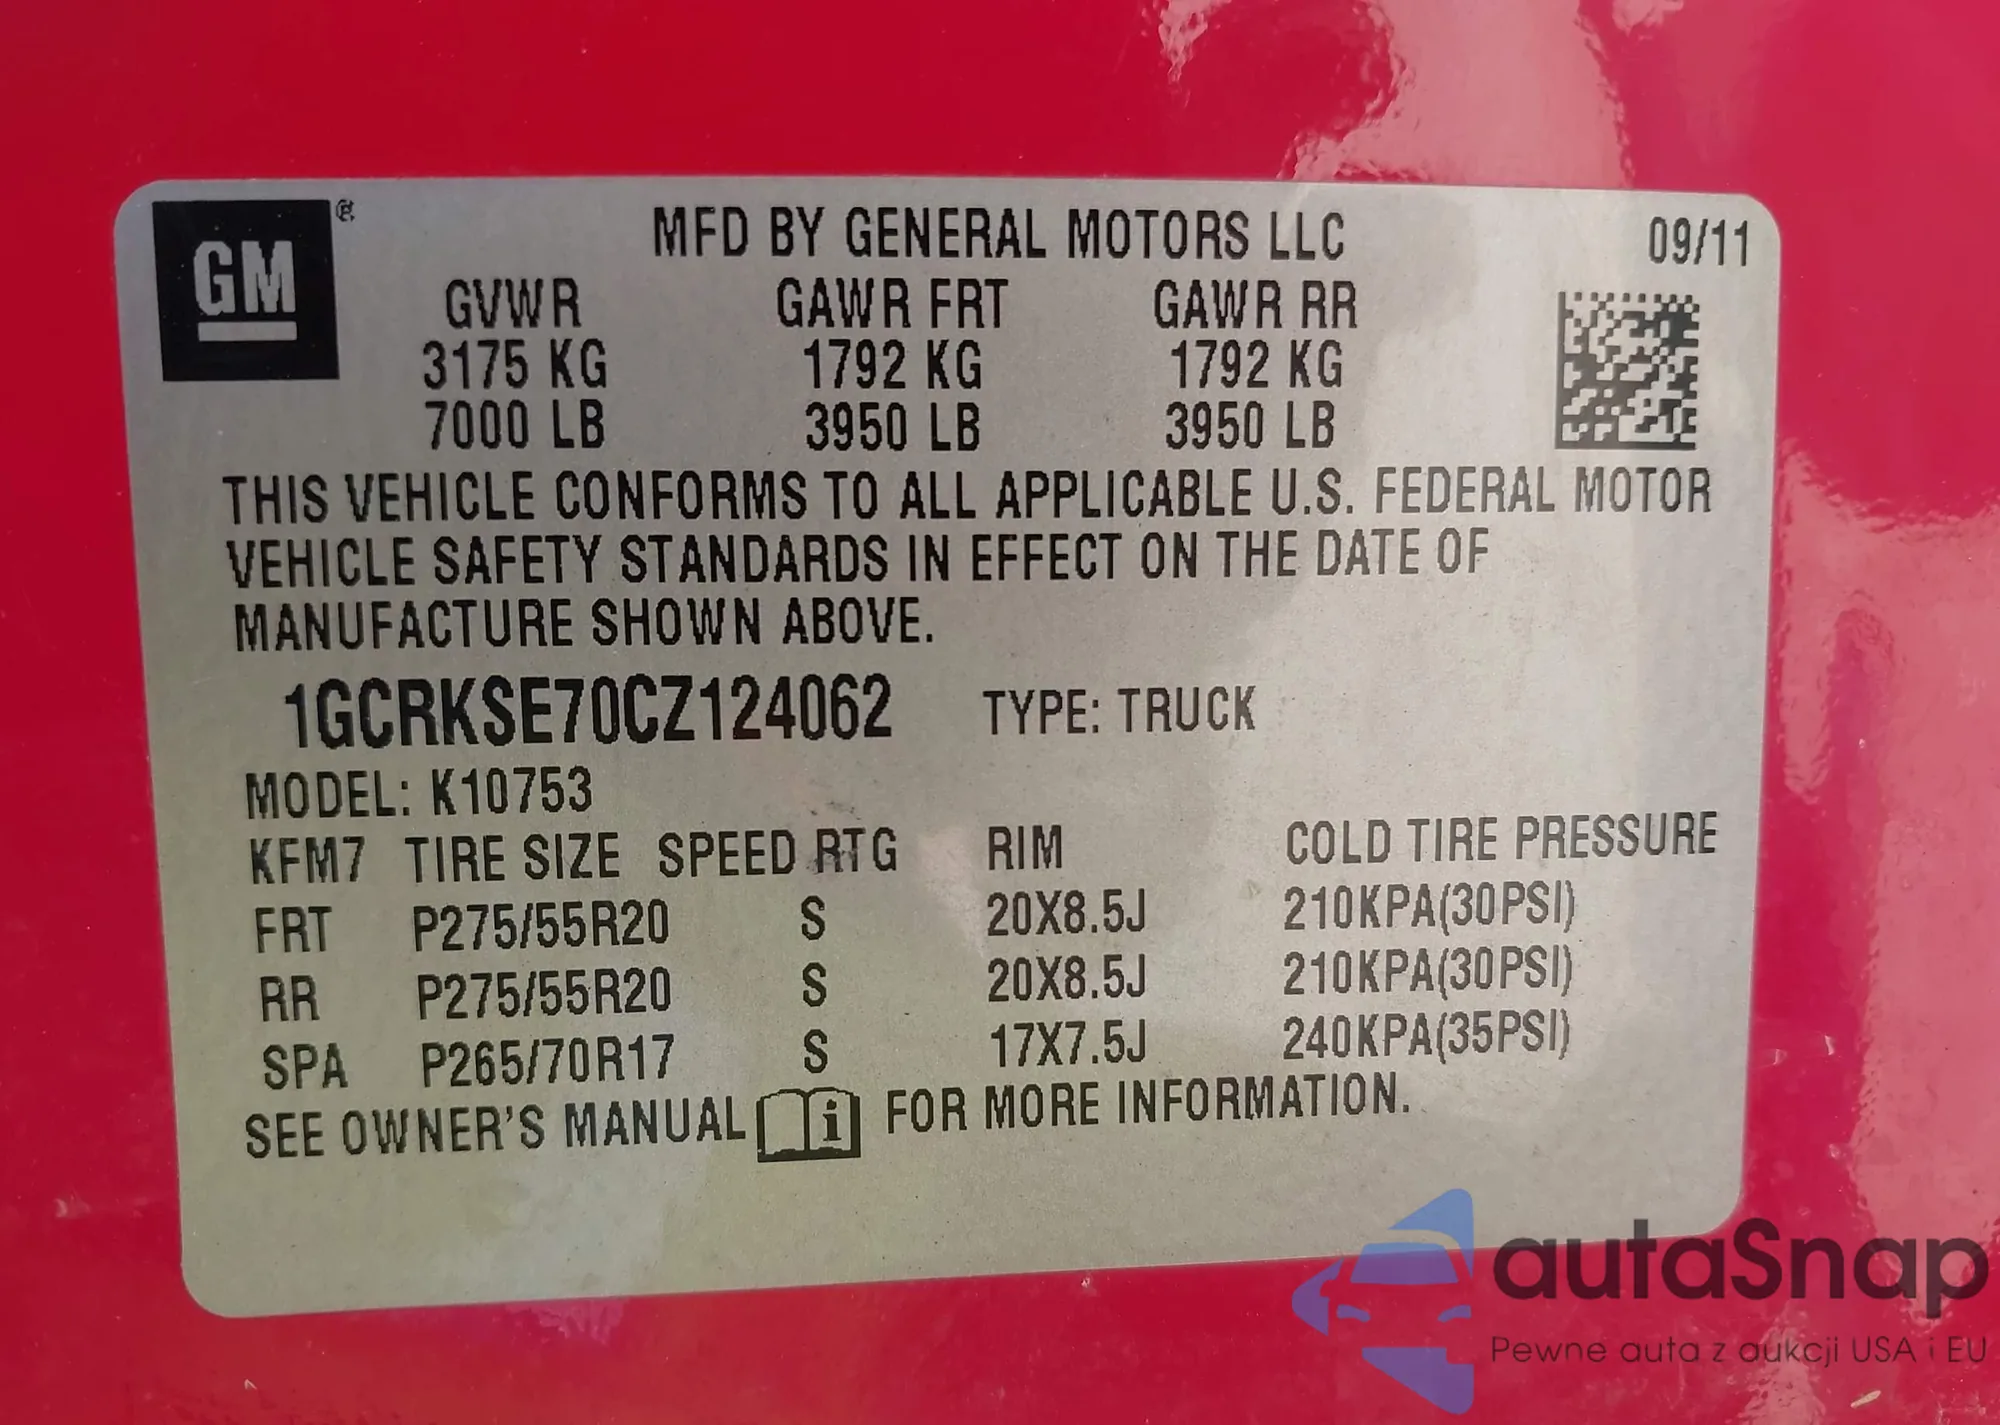 GM ®
MFD BY GENERAL MOTORS LLC 09/11
GVWR GAWR FRT GAWR RR
3175 KG 1792 KG 1792 KG
7000 LB 3950 LB 3950 LB
THIS VEHICLE CONFORMS TO ALL APPLICABLE U.S. FEDERAL MOTOR
VEHICLE SAFETY STANDARDS IN EFFECT ON THE DATE OF
MANUFACTURE SHOWN ABOVE.
1GCRKSE70CZ124062 TYPE: TRUCK
MODEL: K10753
KFM7 TIRE SIZE SPEED RTG RIM COLD TIRE PRESSURE
FRT P275/55R20 S 20X8.5J 210KPA(30PSI)
RR P275/55R20 S 20X8.5J 210KPA(30PSI)
SPA P265/70R17 S 17X7.5J 240KPA(35PSI)
SEE OWNER'S MANUAL i FOR MORE INFORMATION.
autaSnap
Pewne auta z aukcji USA i EU